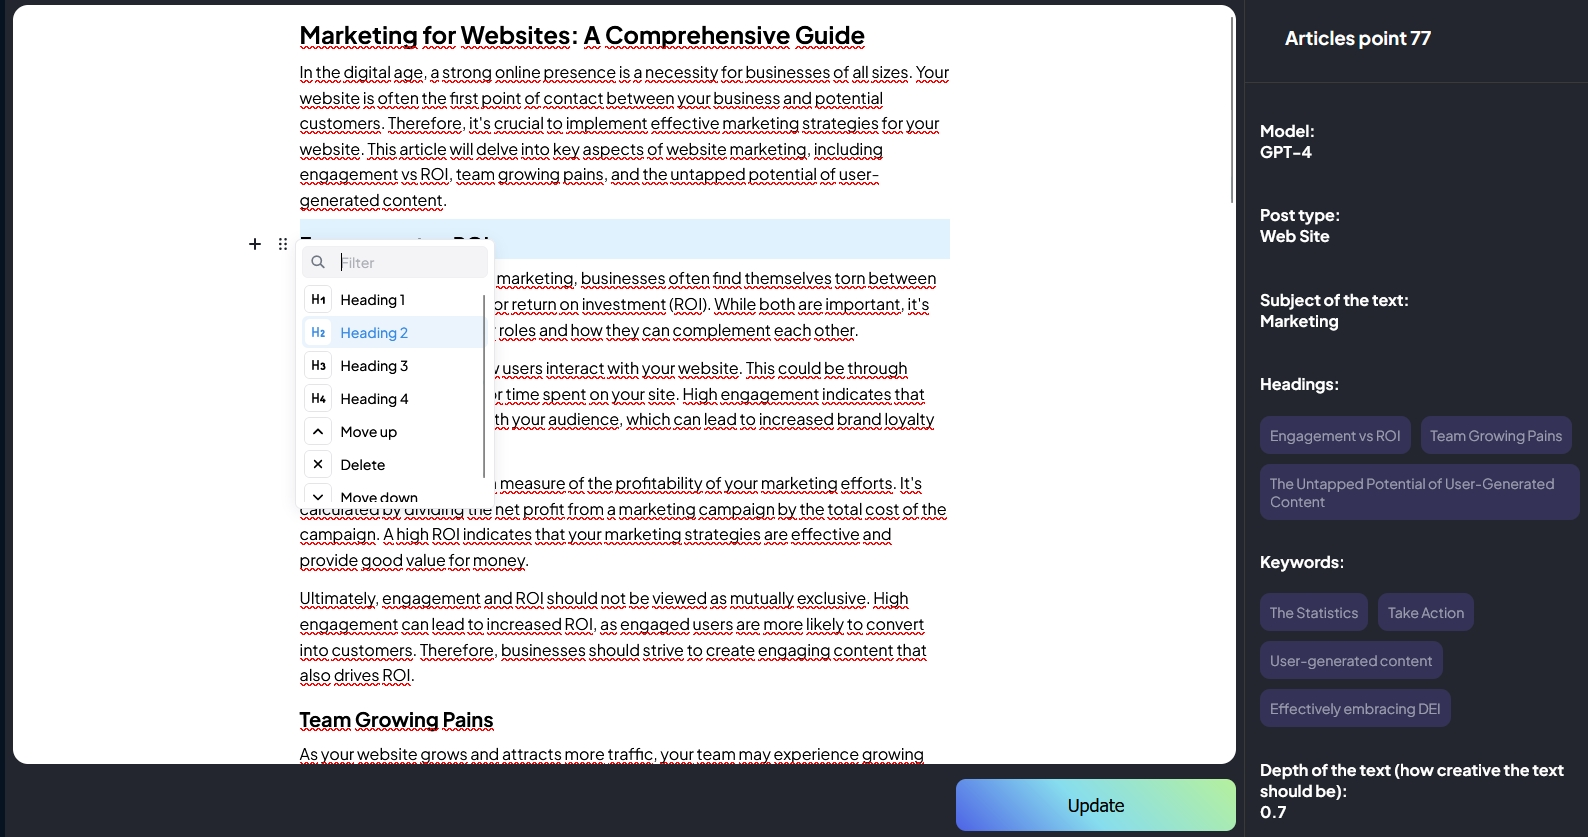 Marketing for Websites: A Comprehensive Guide
In the digital age, a strong online presence is a necessity for businesses of all sizes. Your
website is often the first point of contact between your business and potential
customers. Therefore, it's crucial to implement effective marketing strategies for your
website. This article will delve into key aspects of website marketing, including
engagement vs ROI, team growing pains, and the untapped potential of user-
generated content.
Filter
Heading 1
Heading 2
Heading 3
Heading 4
Move up
Delete
Move down
marketing, businesses often find themselves torn between
or return on investment (ROI). While both are important, it's
roles and how they can complement each other.
users interact with your website. This could be through
or time spent on your site. High engagement indicates that
your audience, which can lead to increased brand loyalty
measure of the profitability of your marketing efforts. It's
calculated by dividing the net profit from a marketing campaign by the total cost of the
campaign. A high ROI indicates that your marketing strategies are effective and
provide good value for money.
Ultimately, engagement and ROI should not be viewed as mutually exclusive. High
engagement can lead to increased ROI, as engaged users are more likely to convert
into customers. Therefore, businesses should strive to create engaging content that
also drives ROI.
Team Growing Pains
As your website grows and attracts more traffic, your team may experience growing
Update
Articles point 77
Model:
GPT-4
Post type:
Web Site
Subject of the text:
Marketing
Headings:
Engagement vs ROI
Team Growing Pains
The Untapped Potential of User-Generated
Content
Keywords:
The Statistics
Take Action
User-generated content
Effectively embracing DEI
Depth of the text (how creative the text
should be):
0.7